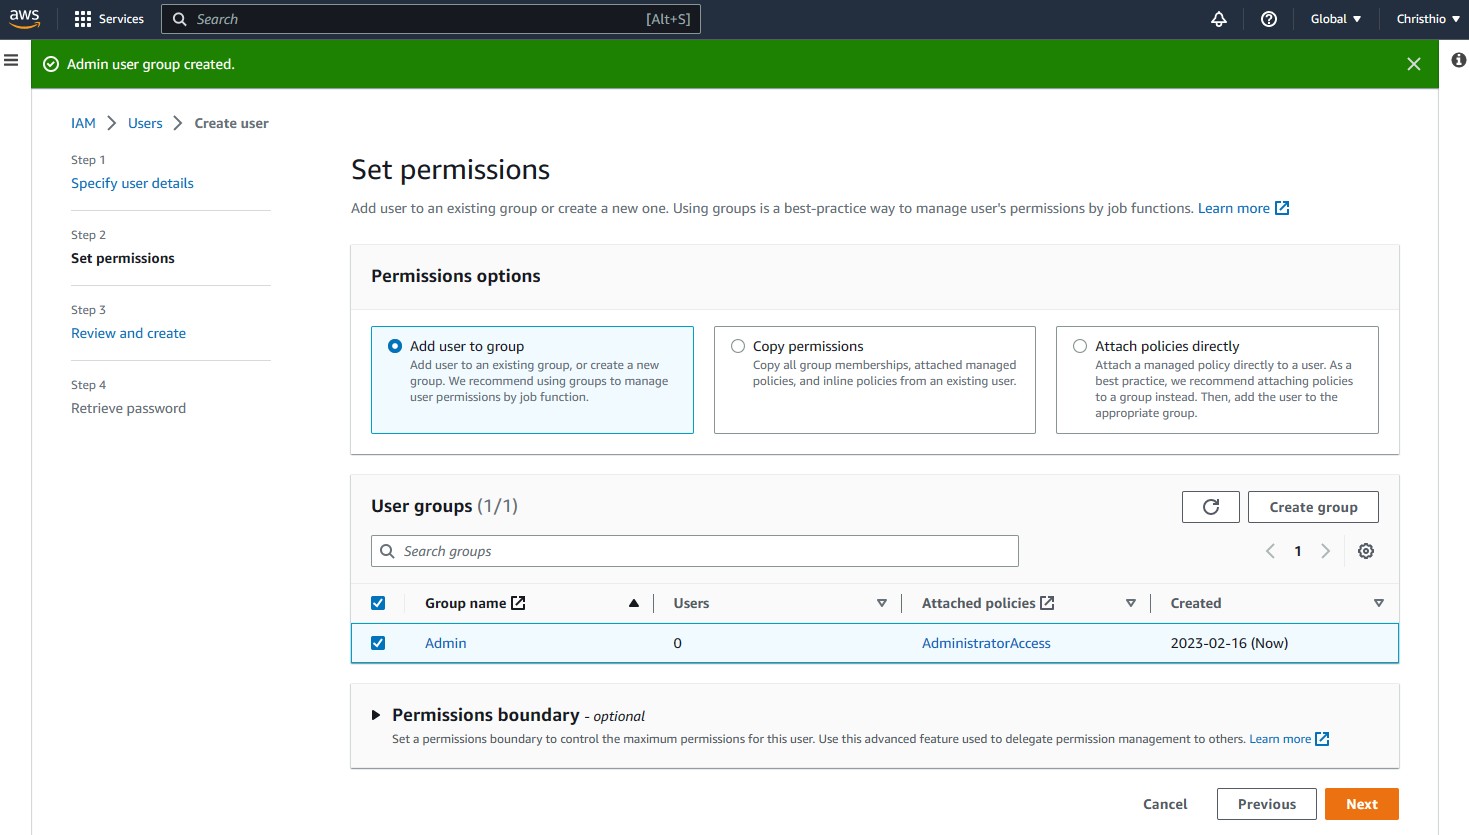 aws
Services
Search
[Alt+S]
Global
Christhio
Admin user group created.
IAM
Users
Create user
Step 1
Specify user details
Step 2
Set permissions
Step 3
Review and create
Step 4
Retrieve password
Set permissions
Add user to an existing group or create a new one. Using groups is a best-practice way to manage user's permissions by job functions. Learn more
Permissions options
Add user to group
Add user to an existing group, or create a new
group. We recommend using groups to manage
user permissions by job function.
Copy permissions
Copy all group memberships, attached managed
policies, and inline policies from an existing user.
Attach policies directly
Attach a managed policy directly to a user. As a
best practice, we recommend attaching policies
to a group instead. Then, add the user to the
appropriate group.
User groups (1/1)
Create group
Search groups
1
Group name
Users
Attached policies
Created
Admin
0
AdministratorAccess
2023-02-16 (Now)
Permissions boundary - optional
Set a permissions boundary to control the maximum permissions for this user. Use this advanced feature used to delegate permission management to others. Learn more
Cancel
Previous
Next